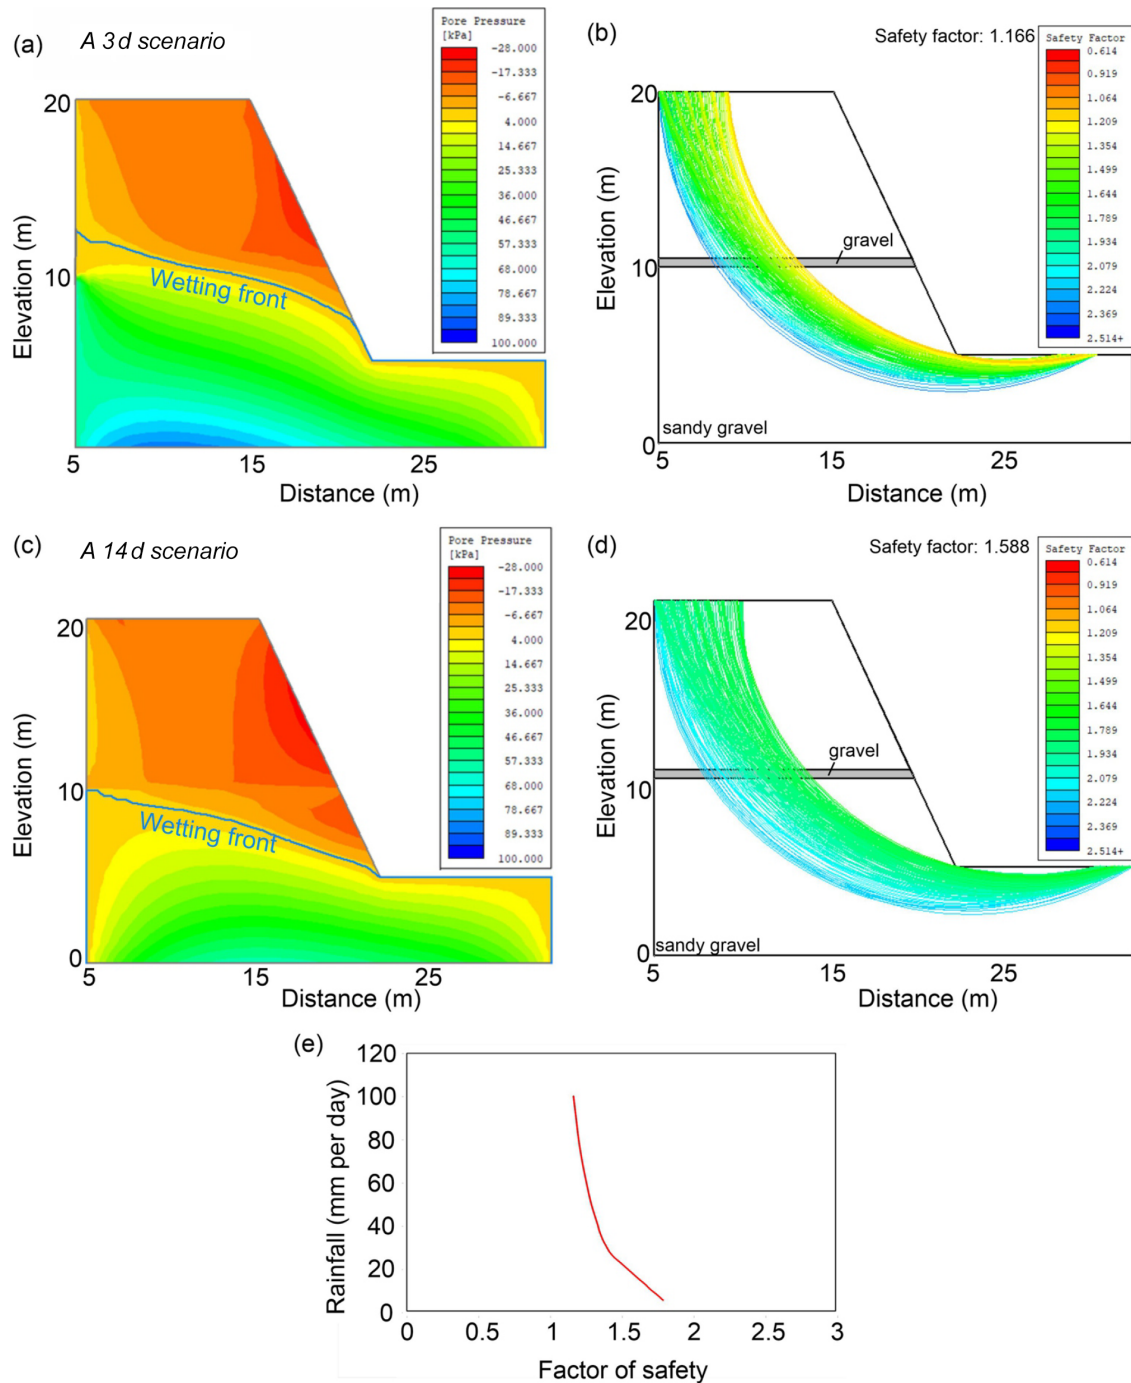 (a)
A 3d scenario
Pore Pressure
[kPa]
-28.000
-17.333
-6.667
4.000
14.667
25.333
36.000
46.667
57.333
68.000
78.667
89.333
100.000
20
10
0
Elevation (m)
Wetting front
5
15
25
Distance (m)
(b)
Safety factor: 1.166
Safety Factor
0.614
0.919
1.064
1.209
1.354
1.499
1.644
1.789
1.934
2.079
2.224
2.369
2.514+
20
10
0
Elevation (m)
gravel
sandy gravel
5
15
25
Distance (m)
(c)
A 14d scenario
Pore Pressure
[kPa]
-28.000
-17.333
-6.667
4.000
14.667
25.333
36.000
46.667
57.333
68.000
78.667
89.333
100.000
20
10
0
Elevation (m)
Wetting front
5
15
25
Distance (m)
(d)
Safety factor: 1.588
Safety Factor
0.614
0.919
1.064
1.209
1.354
1.499
1.644
1.789
1.934
2.079
2.224
2.369
2.514+
20
10
0
Elevation (m)
gravel
sandy gravel
5
15
25
Distance (m)
(e)
120
100
80
60
40
20
0
Rainfall (mm per day)
0
0.5
1
1.5
2
2.5
3
Factor of safety